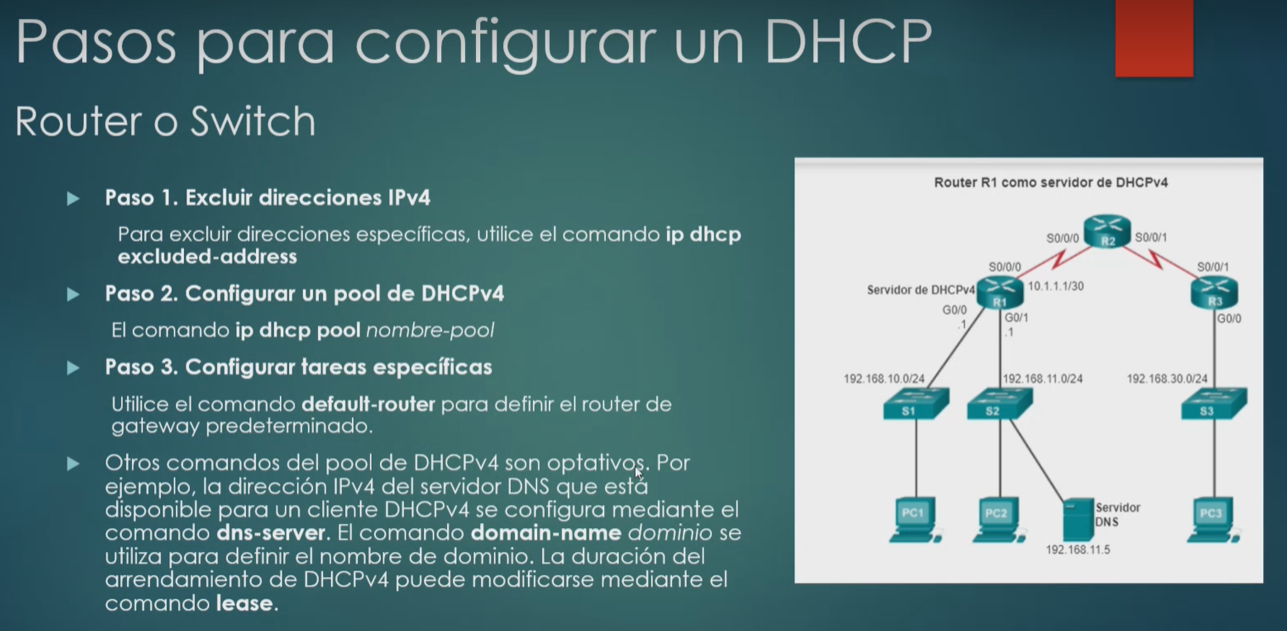 Pasos para configurar un DHCP
Router o Switch
Paso 1. Excluir direcciones IPv4
Para excluir direcciones específicas, utilice el comando ip dhcp
excluded-address
Paso 2. Configurar un pool de DHCPv4
El comando ip dhcp pool nombre-pool
Paso 3. Configurar tareas específicas
Utilice el comando default-router para definir el router de
gateway predeterminado.
Otros comandos del pool de DHCPv4 son optativos. Por
ejemplo, la dirección IPv4 del servidor DNS que está
disponible para un cliente DHCPv4 se configura mediante el
comando dns-server. El comando domain-name dominio se
utiliza para definir el nombre de dominio. La duración del
arrendamiento de DHCPv4 puede modificarse mediante el
comando lease.
Router R1 como servidor de DHCPv4
R2
S0/0/0
S0/0/1
S0/0/0
S0/0/1
Servidor de DHCPv4
R1
10.1.1.1/30
R3
G0/0
.1
G0/1
.1
G0/0
192.168.10.0/24
192.168.11.0/24
192.168.30.0/24
S1
S2
S3
PC1
PC2
Servidor
DNS
PC3
192.168.11.5